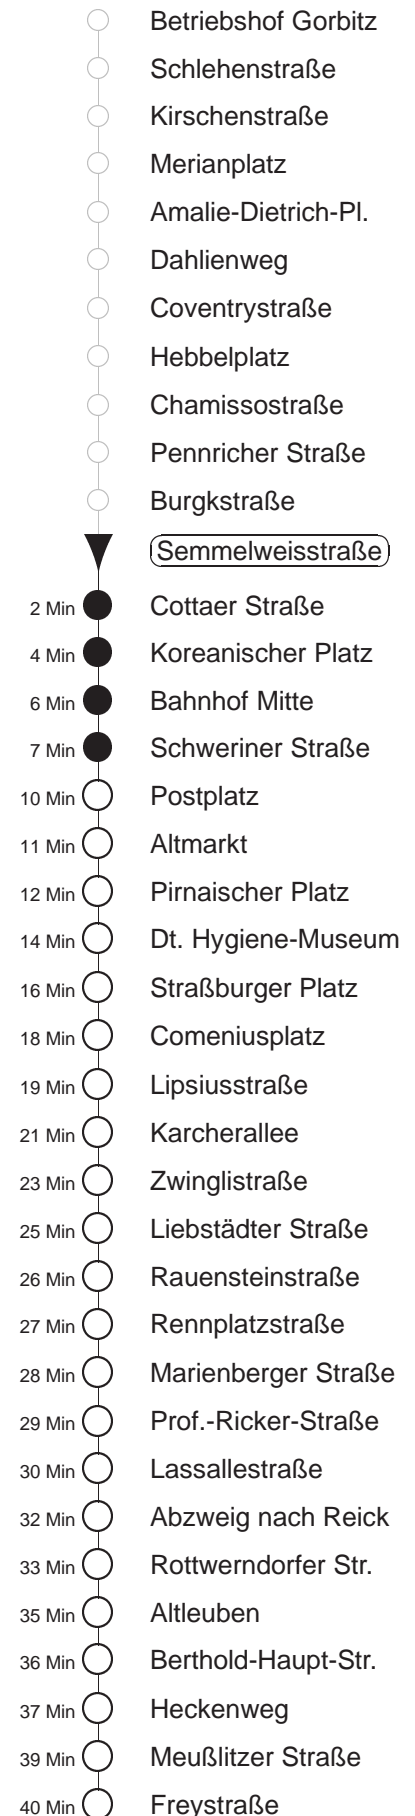 Betriebshof Gorbitz
Schlehenstraße
Kirschenstraße
Merianplatz
Amalie-Dietrich-Pl.
Dahlienweg
Coventrystraße
Hebbelplatz
Chamissostraße
Pennricher Straße
Burgkstraße
Semmelweisstraße
2 Min Cottaer Straße
4 Min Koreanischer Platz
6 Min Bahnhof Mitte
7 Min Schweriner Straße
10 Min Postplatz
11 Min Altmarkt
12 Min Pirnaischer Platz
14 Min Dt. Hygiene-Museum
16 Min Straßburger Platz
18 Min Comeniusplatz
19 Min Lipsiusstraße
21 Min Karcherallee
23 Min Zwinglistraße
25 Min Liebstädter Straße
26 Min Rauensteinstraße
27 Min Rennplatzstraße
28 Min Marienberger Straße
29 Min Prof.-Ricker-Straße
30 Min Lassallestraße
32 Min Abzweig nach Reick
33 Min Rottwerndorfer Str.
35 Min Altleuben
36 Min Berthold-Haupt-Str.
37 Min Heckenweg
39 Min Meußlitzer Straße
40 Min Freystraße